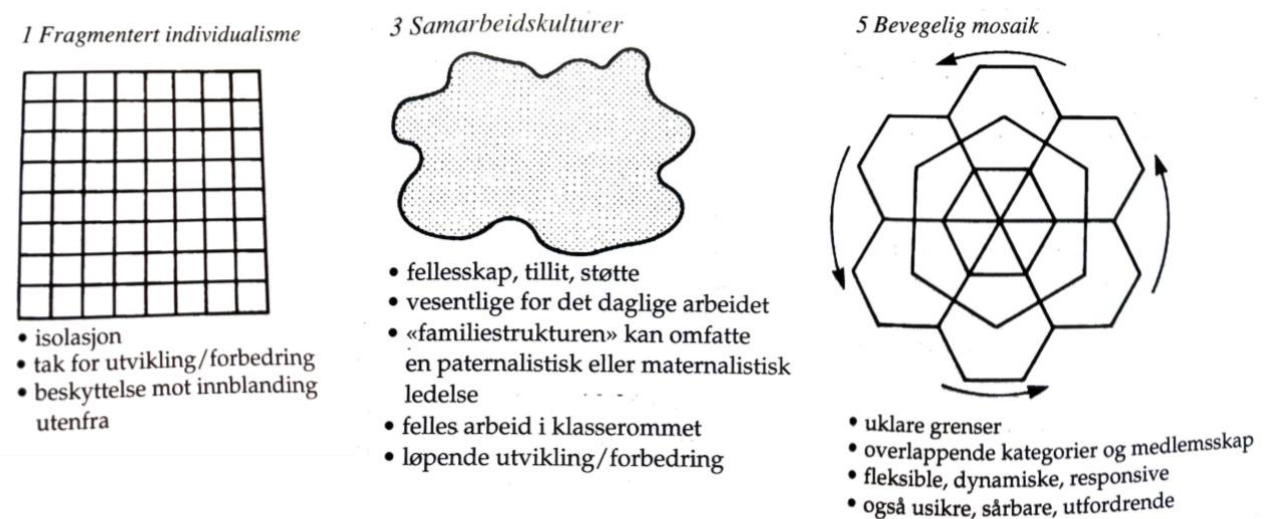 1 Fragmentert individualisme
• isolasjon
• tak for utvikling/forbedring
• beskyttelse mot innblanding
utenfra
3 Samarbeidskulturer
• fellesskap, tillit, støtte
• vesentlige for det daglige arbeidet
• «familiestrukturen» kan omfatte
en paternalistisk eller maternalistisk
ledelse
• felles arbeid i klasserommet
• løpende utvikling/forbedring
5 Bevegelig mosaik
• uklare grenser
• overlappende kategorier og medlemsskap
• fleksible, dynamiske, responsive
• også usikre, sårbare, utfordrende